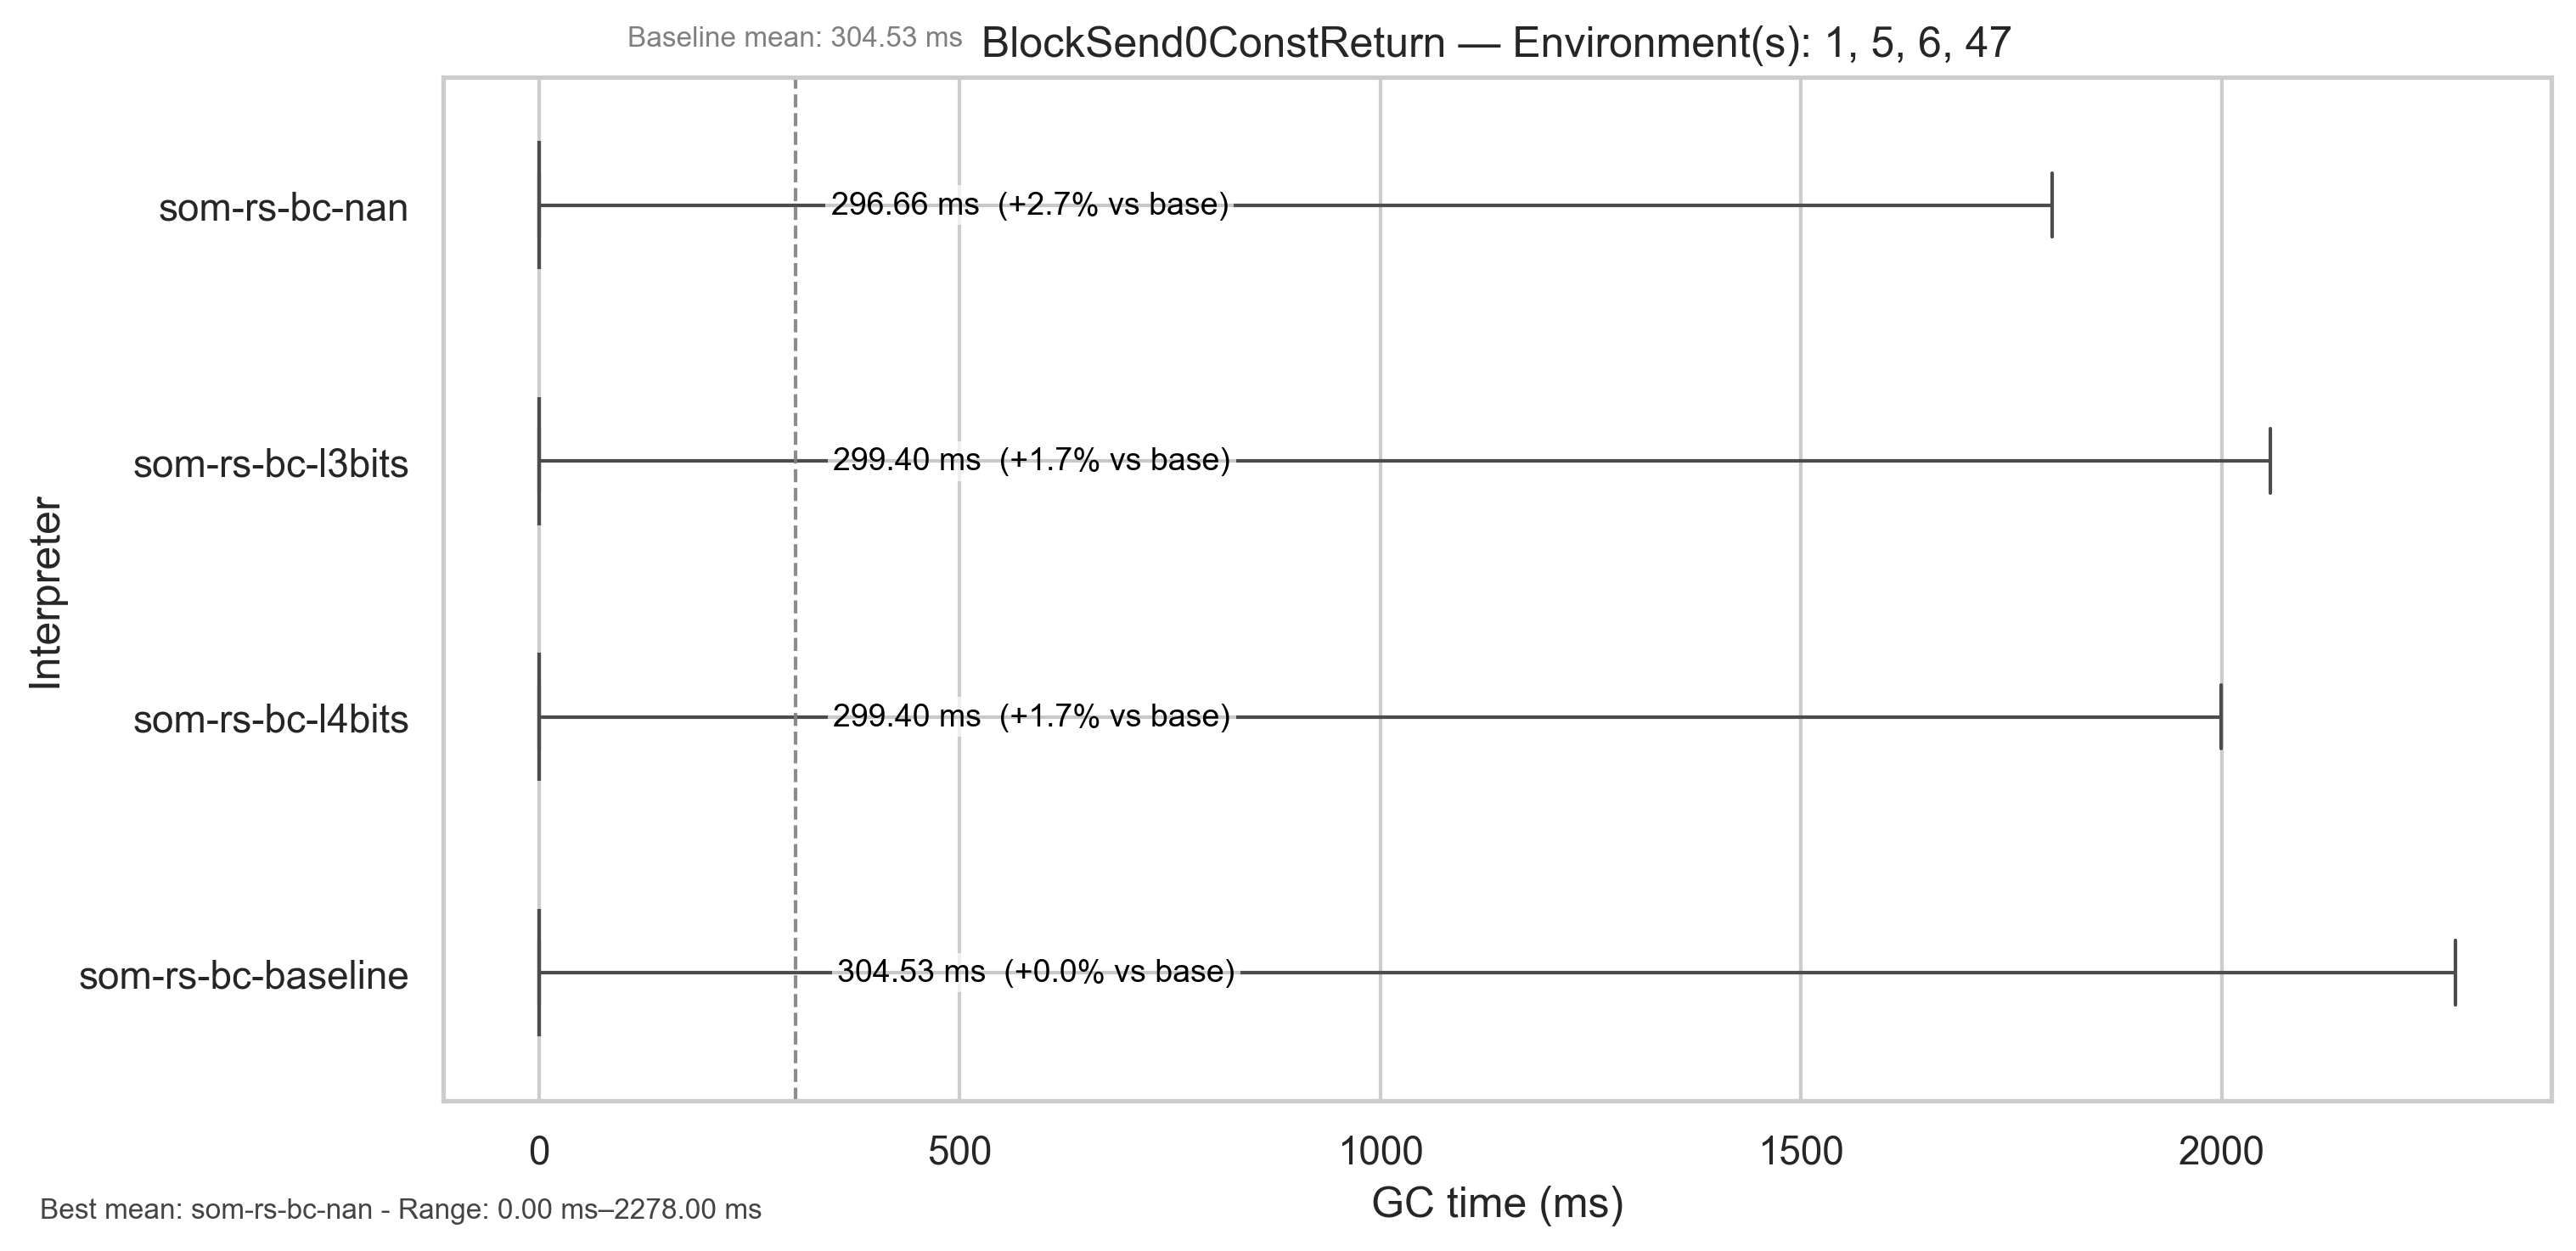 Baseline mean: 304.53 ms
BlockSend0ConstReturn — Environment(s): 1, 5, 6, 47
Interpreter
som-rs-bc-nan
296.66 ms (+2.7% vs base)
som-rs-bc-l3bits
299.40 ms (+1.7% vs base)
som-rs-bc-l4bits
299.40 ms (+1.7% vs base)
som-rs-bc-baseline
304.53 ms (+0.0% vs base)
0 500 1000 1500 2000
GC time (ms)
Best mean: som-rs-bc-nan - Range: 0.00 ms–2278.00 ms